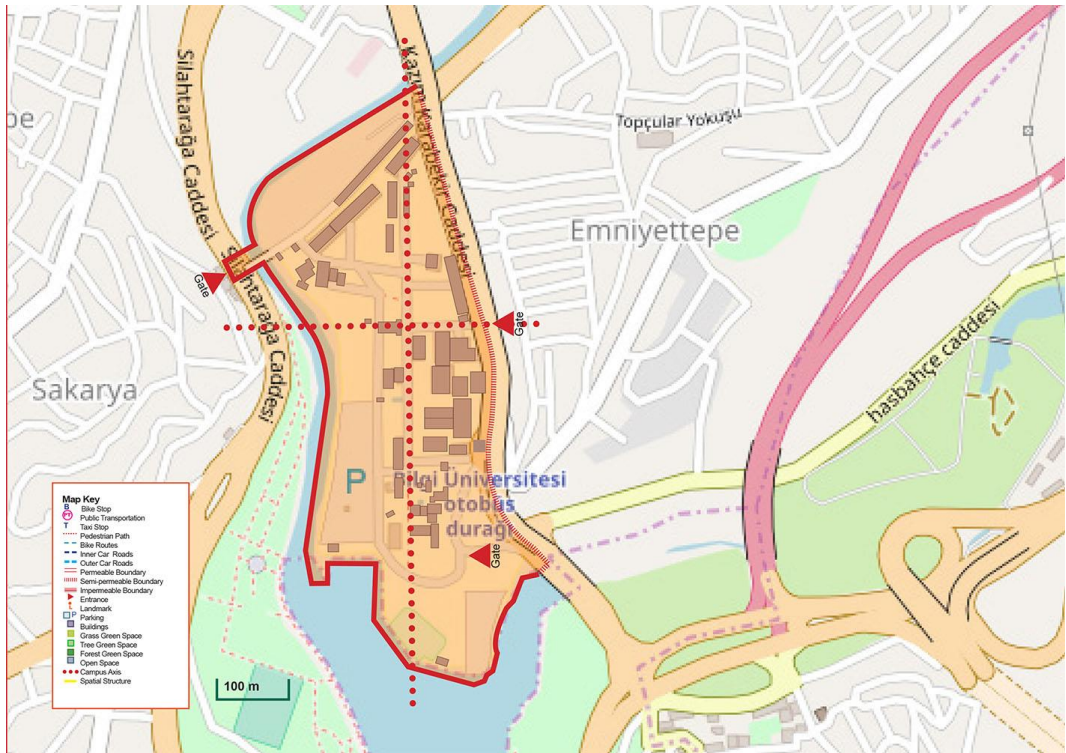 Silahtarağa Caddesi
Kazım Karabekir Caddesi
Topçular Yokuşu
pe
Emniyettepe
Gate
Silahtarağa Caddesi
Gate
hasbahçe caddesi
Sakarya
P
Bilgi Üniversitesi
otobüs
durağı
Gate
Map Key
B Bike Stop
PT Public Transportation
T Taxi Stop
Pedestrian Path
Bike Routes
Inner Car Roads
Outer Car Roads
Permeable Boundary
Semi-permeable Boundary
Impermeable Boundary
Entrance
Landmark
P Parking
Buildings
Grass Green Space
Tree Green Space
Forest Green Space
Open Space
Campus Axis
Spatial Structure
100 m